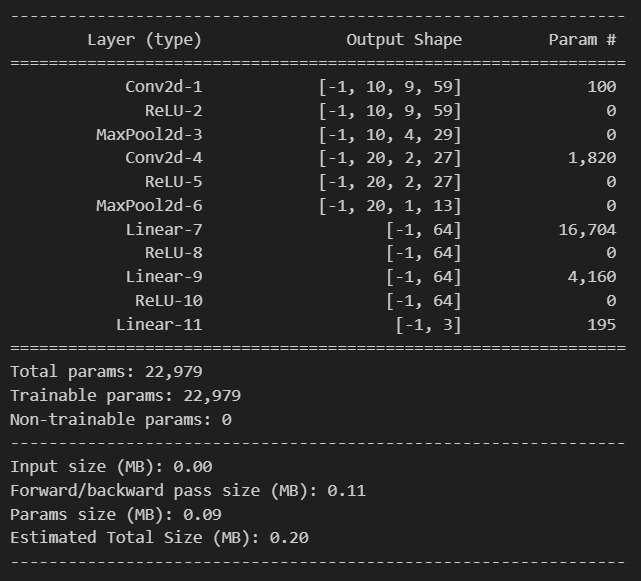 ----------------------------------------------------------------
        Layer (type)               Output Shape         Param #
================================================================
            Conv2d-1            [-1, 10, 9, 59]             100
              ReLU-2            [-1, 10, 9, 59]               0
         MaxPool2d-3            [-1, 10, 4, 29]               0
            Conv2d-4            [-1, 20, 2, 27]           1,820
              ReLU-5            [-1, 20, 2, 27]               0
         MaxPool2d-6            [-1, 20, 1, 13]               0
            Linear-7                   [-1, 64]          16,704
              ReLU-8                   [-1, 64]               0
            Linear-9                   [-1, 64]           4,160
             ReLU-10                   [-1, 64]               0
           Linear-11                    [-1, 3]             195
================================================================
Total params: 22,979
Trainable params: 22,979
Non-trainable params: 0
----------------------------------------------------------------
Input size (MB): 0.00
Forward/backward pass size (MB): 0.11
Params size (MB): 0.09
Estimated Total Size (MB): 0.20
----------------------------------------------------------------